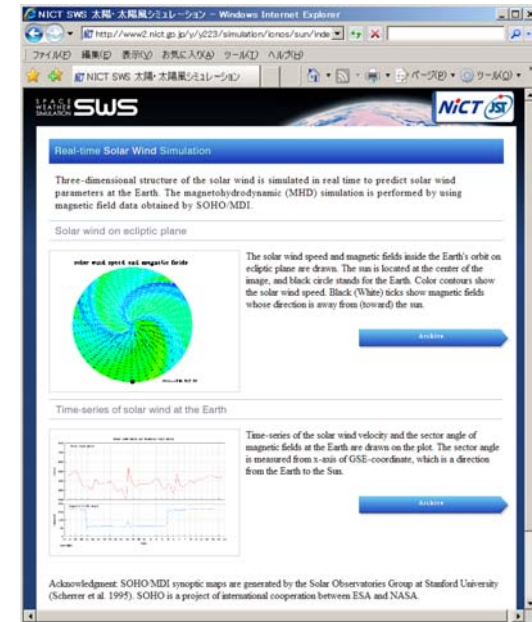 NICT SWS 太陽・太陽風シミュレーション - Windows Internet Explorer
http://www2.nict.go.jp/y/y223/simulation/ionos/sun/inde
ファイル(F) 編集(E) 表示(V) お気に入り(A) ツール(T) ヘルプ(H)
NICT SWS 太陽・太陽風シミュレーション
ページ(P) ツール(O)
SPACE WEATHER SIMULATION SWS
NiCT JST
Real-time Solar Wind Simulation
Three-dimensional structure of the solar wind is simulated in real time to predict solar wind
parameters at the Earth. The magnetohydrodynamic (MHD) simulation is performed by using
magnetic field data obtained by SOHO/MDI.
Solar wind on ecliptic plane
solar wind speed and magnetic fields
The solar wind speed and magnetic fields inside the Earth's orbit on
ecliptic plane are drawn. The sun is located at the center of the
image, and black circle stands for the Earth. Color contours show
the solar wind speed. Black (White) ticks show magnetic fields
whose direction is away from (toward) the sun.
Archive
Time-series of solar wind at the Earth
Time-series of the solar wind velocity and the sector angle of
magnetic fields at the Earth are drawn on the plot. The sector angle
is measured from x-axis of GSE-coordinate, which is a direction
from the Earth to the Sun.
Archive
Acknowledgment: SOHO/MDI synoptic maps are generated by the Solar Observatories Group at Stanford University
(Scherrer et al. 1995). SOHO is a project of international cooperation between ESA and NASA.